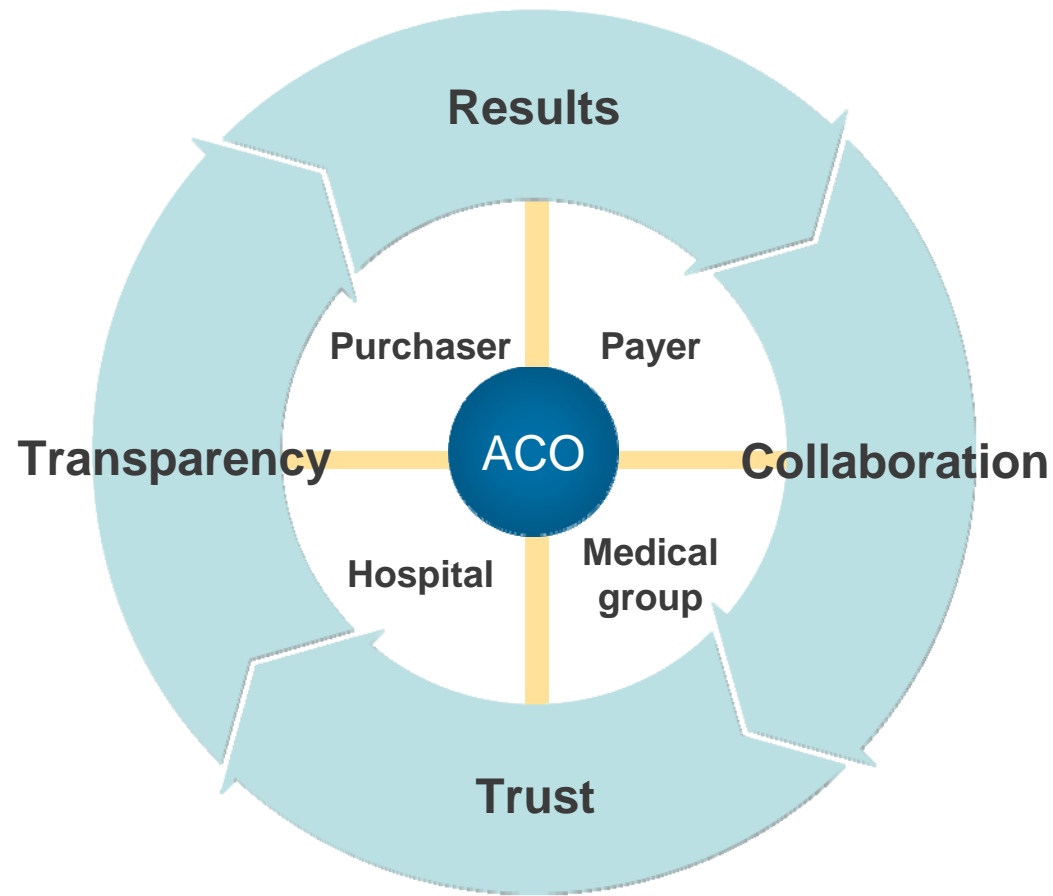 Results
Purchaser
Payer
Transparency
ACO
Collaboration
Hospital
Medical
group
Trust